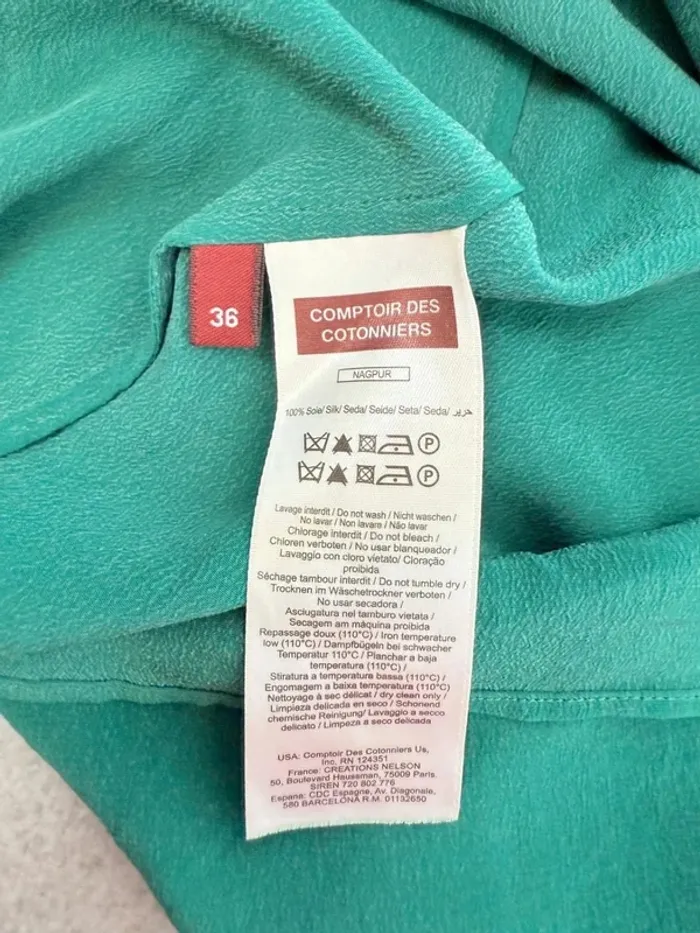 36
COMPTOIR DES
COTONNIERS
NAGPUR
100% Soie/ Silk/ Seda/ Seide/ Seta/ Seda/ حرير
P
P
Lavage interdit / Do not wash / Nicht waschen /
No lavar / Non lavare / Não lavar
Chlorage interdit / Do not bleach /
Chloren verboten / No usar blanqueador /
Lavaggio con cloro vietato/ Cloração
proibida
Séchage tambour interdit / Do not tumble dry /
Trocknen im Wäschetrockner verboten /
No usar secadora /
Asciugatura nel tamburo vietata /
Secagem am máquina proibida
Repassage doux (110°C) / Iron temperature
low (110°C) / Dampfbügeln bei schwacher
Temperatur 110°C / Planchar a baja
temperatura (110°C) /
Stiratura a temperatura bassa (110°C) /
Engomagem a baixa temperatura (110°C)
Nettoyage à sec délicat / dry clean only /
Limpieza delicada en seco / Schonend
chemische Reinigung/ Lavaggio a secco
delicato / Limpeza a seco delicada
USA: Comptoir Des Cotonniers Us,
Inc. RN 124351
France: CREATIONS NELSON
50, Boulevard Haussman, 75009 Paris.
SIREN 720 802 776
Espana: CDC Espagne, Av. Diagonale,
580 BARCELONA R.M. 01132650